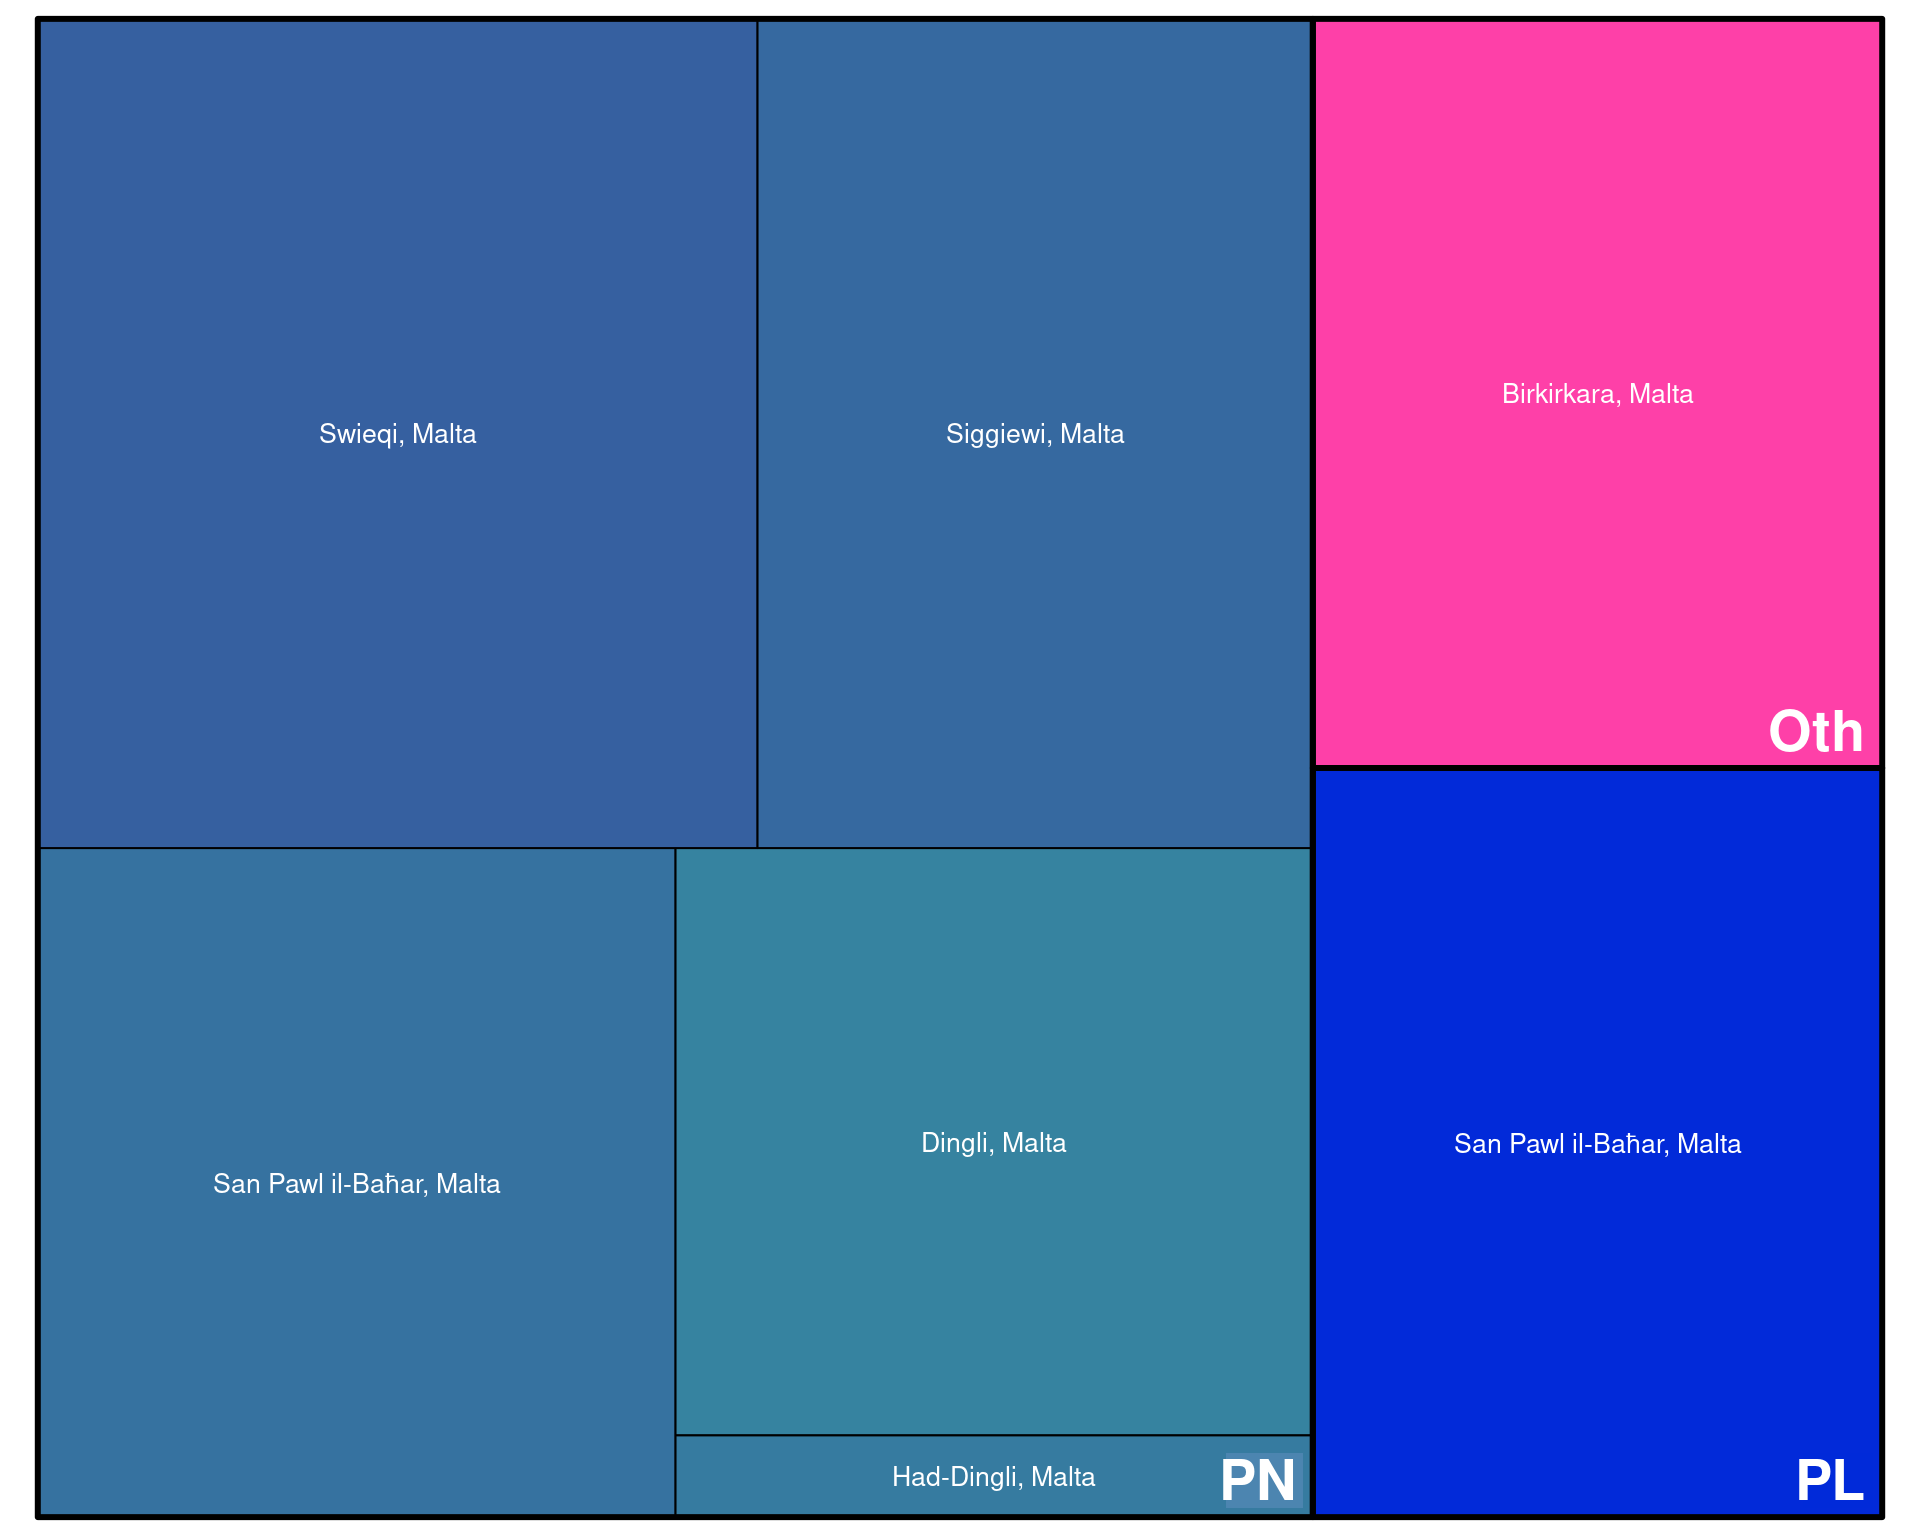 Swieqi, Malta
Siggiewi, Malta
Birkirkara, Malta
Oth
San Pawl il-Baħar, Malta
Dingli, Malta
San Pawl il-Baħar, Malta
Had-Dingli, Malta
PN
PL